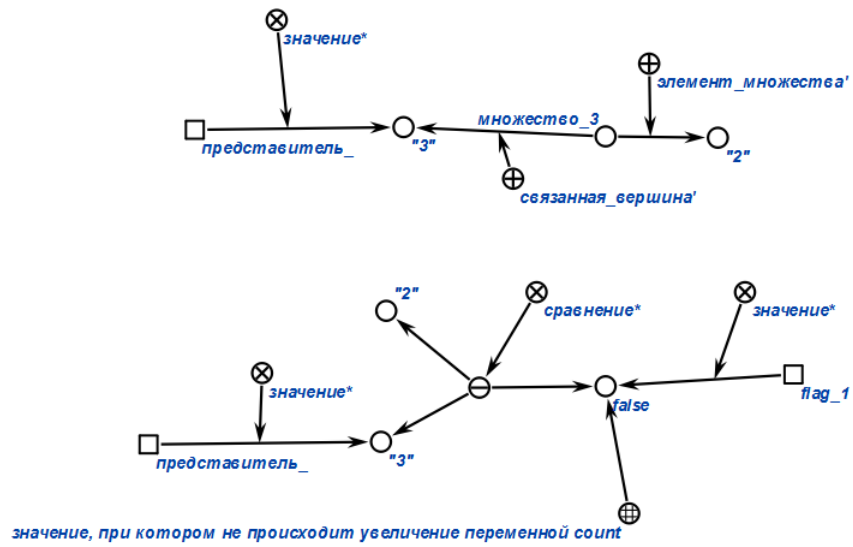 значение*
элемент_множества'
множество_3
представитель_
"3"
"2"
связанная_вершина'
"2"
сравнение*
значение*
значение*
false
flag_1
представитель_
"3"
значение, при котором не происходит увеличение переменной count